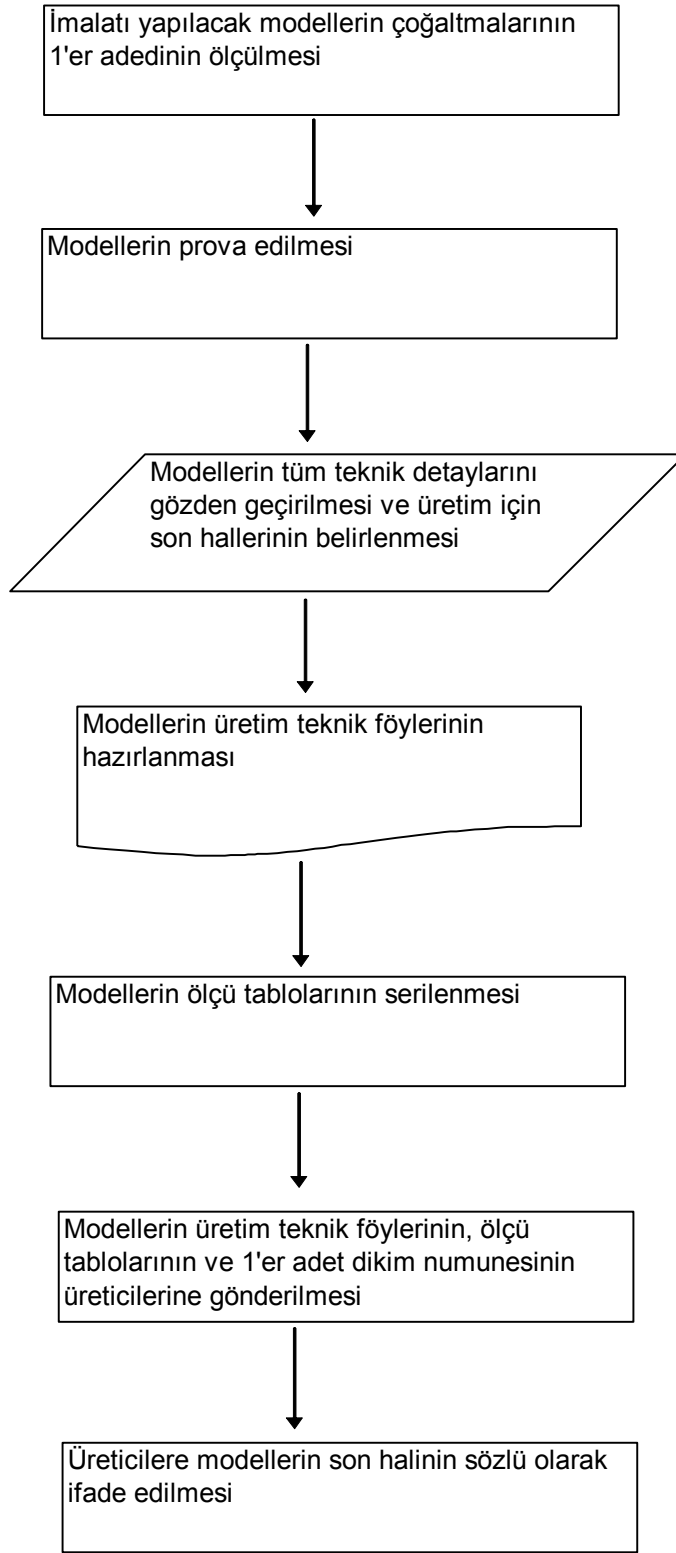 İmalatı yapılacak modellerin çoğaltmalarının
1'er adedinin ölçülmesi
Modellerin prova edilmesi
Modellerin tüm teknik detaylarını
gözden geçirilmesi ve üretim için
son hallerinin belirlenmesi
Modellerin üretim teknik föylerinin
hazırlanması
Modellerin ölçü tablolarının serilenmesi
Modellerin üretim teknik föylerinin, ölçü
tablolarının ve 1'er adet dikim numunesinin
üreticilerine gönderilmesi
Üreticilere modellerin son halinin sözlü olarak
ifade edilmesi